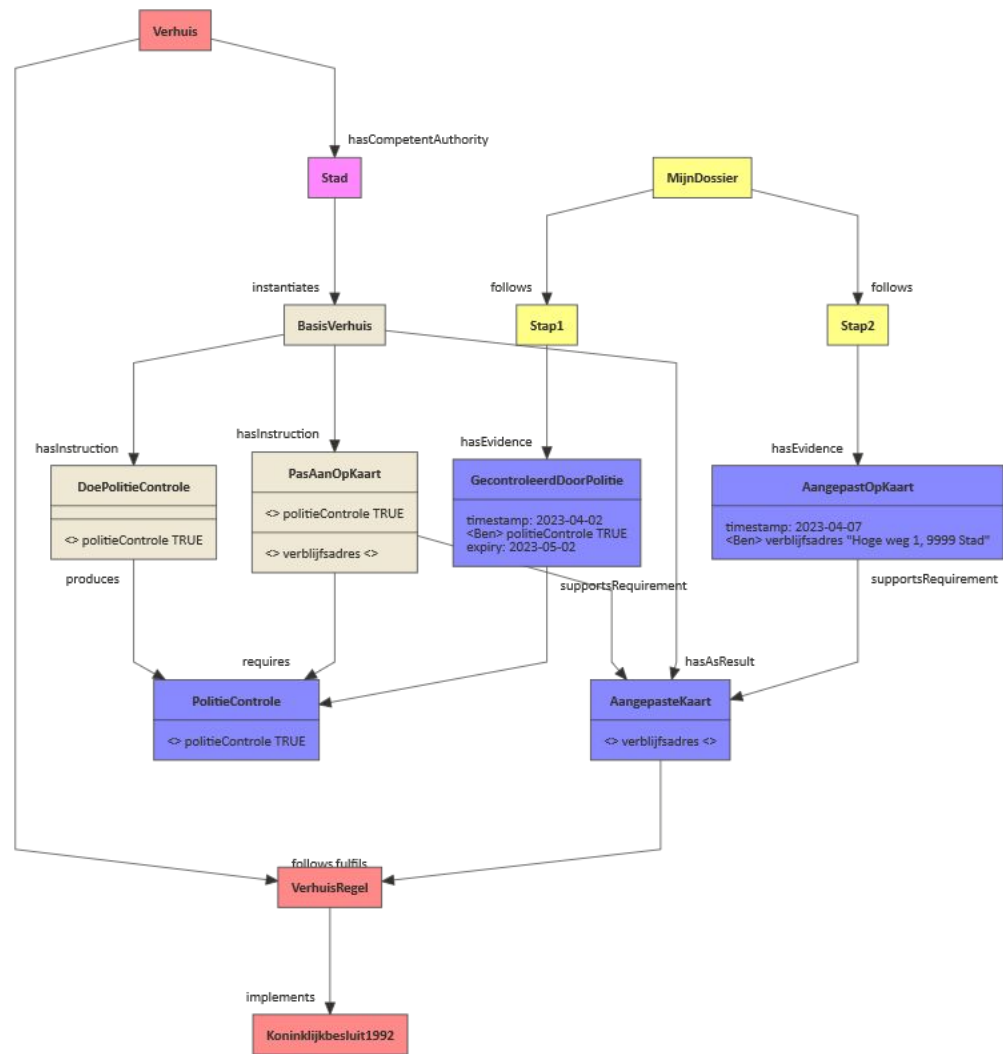 Verhuis
hasCompetentAuthority
Stad
MijnDossier
instantiates
follows
follows
BasisVerhuis
Stap1
Stap2
hasInstruction
hasInstruction
hasEvidence
hasEvidence
DoePolitieControle
<> politieControle TRUE
PasAanOpKaart
<> politieControle TRUE
<> verblijfsadres <>
GecontroleerdDoorPolitie
timestamp: 2023-04-02
<Ben> politieControle TRUE
expiry: 2023-05-02
AangepastOpKaart
timestamp: 2023-04-07
<Ben> verblijfsadres "Hoge weg 1, 9999 Stad"
produces
supportsRequirement
supportsRequirement
requires
hasAsResult
PolitieControle
<> politieControle TRUE
AangepasteKaart
<> verblijfsadres <>
follows fulfils
VerhuisRegel
implements
Koninklijkbesluit1992